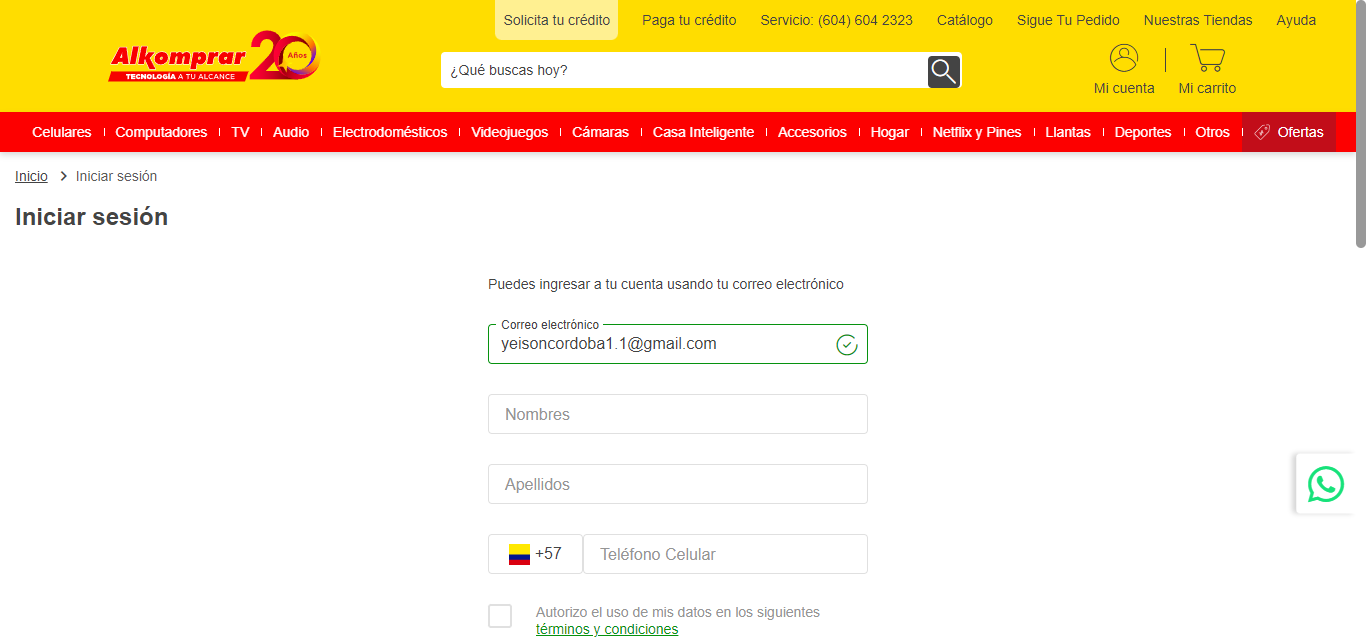 Solicita tu crédito Paga tu crédito Servicio: (604) 604 2323 Catálogo Sigue Tu Pedido Nuestras Tiendas Ayuda
Alkomprar 20 Años
TECNOLOGÍA A TU ALCANCE
¿Qué buscas hoy?
Mi cuenta Mi carrito
Celulares Computadores TV Audio Electrodomésticos Videojuegos Cámaras Casa Inteligente Accesorios Hogar Netflix y Pines Llantas Deportes Otros Ofertas
Inicio > Iniciar sesión
Iniciar sesión
Puedes ingresar a tu cuenta usando tu correo electrónico
Correo electrónico
yeisoncordoba1.1@gmail.com
Nombres
Apellidos
+57 Teléfono Celular
Autorizo el uso de mis datos en los siguientes
términos y condiciones